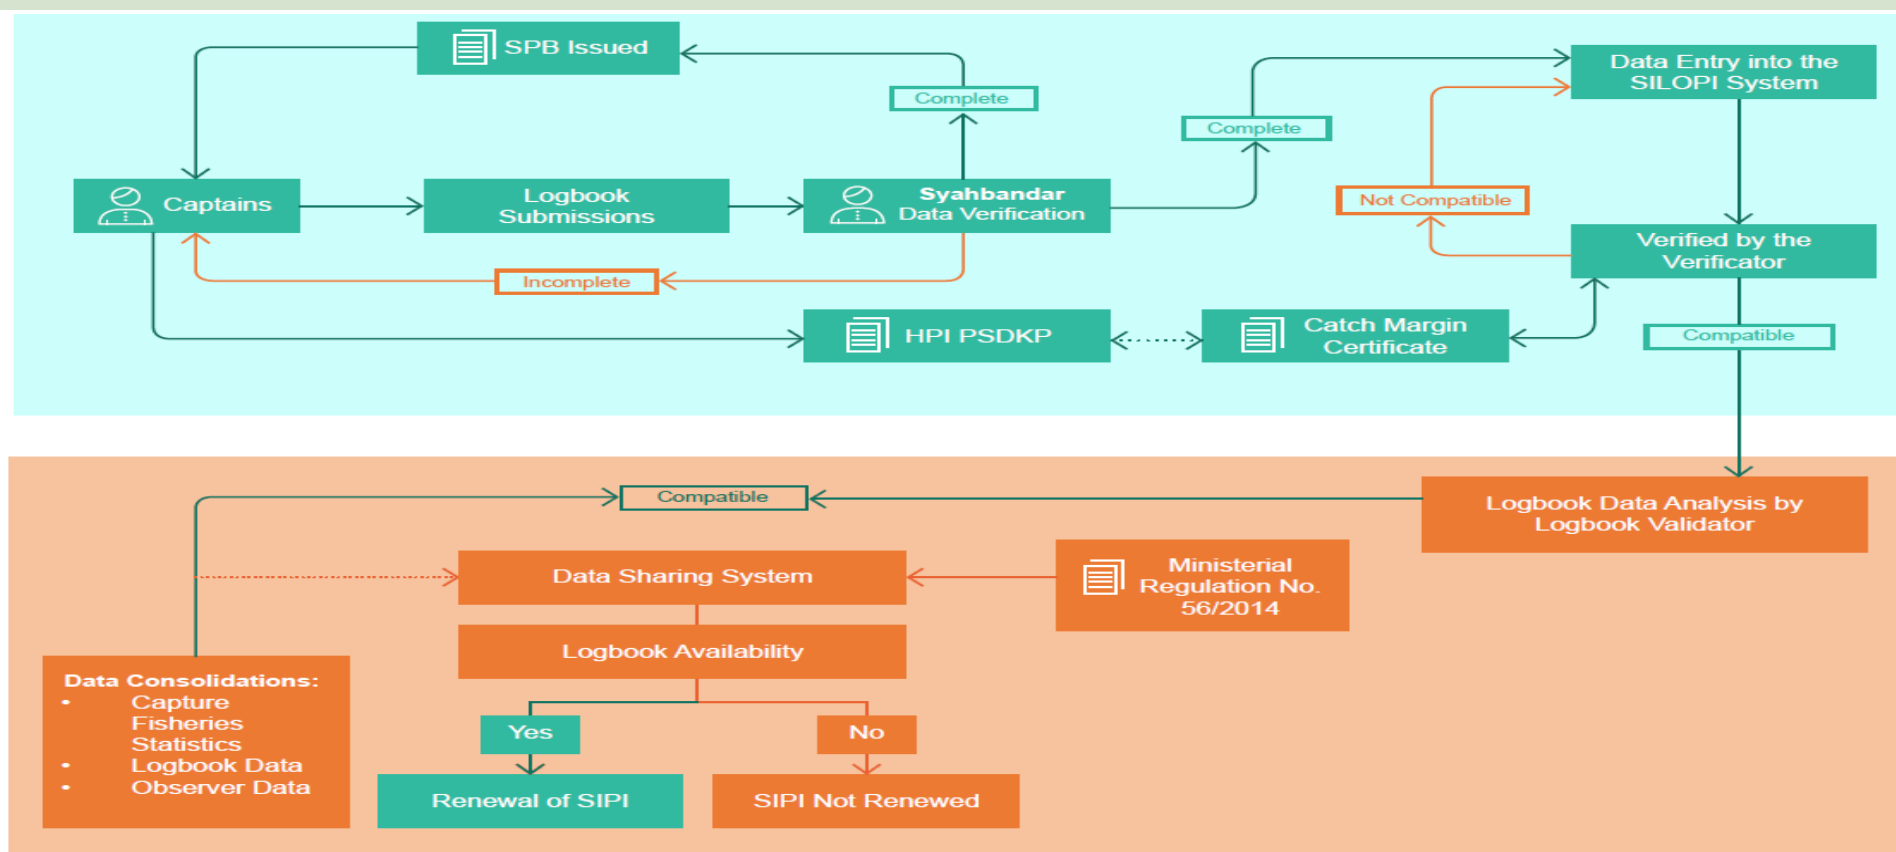 SPB Issued
Complete
Data Entry into the
SILOPI System
Complete
Captains
Logbook
Submissions
Syahbandar
Data Verification
Not Compatible
Verified by the
Verificator
Incomplete
HPI PSDKP
Catch Margin
Certificate
Compatible
Compatible
Logbook Data Analysis by
Logbook Validator
Data Sharing System
Ministerial
Regulation No.
56/2014
Logbook Availability
Data Consolidations:
• Capture
Fisheries
Statistics
• Logbook Data
• Observer Data
Yes
No
Renewal of SIPI
SIPI Not Renewed